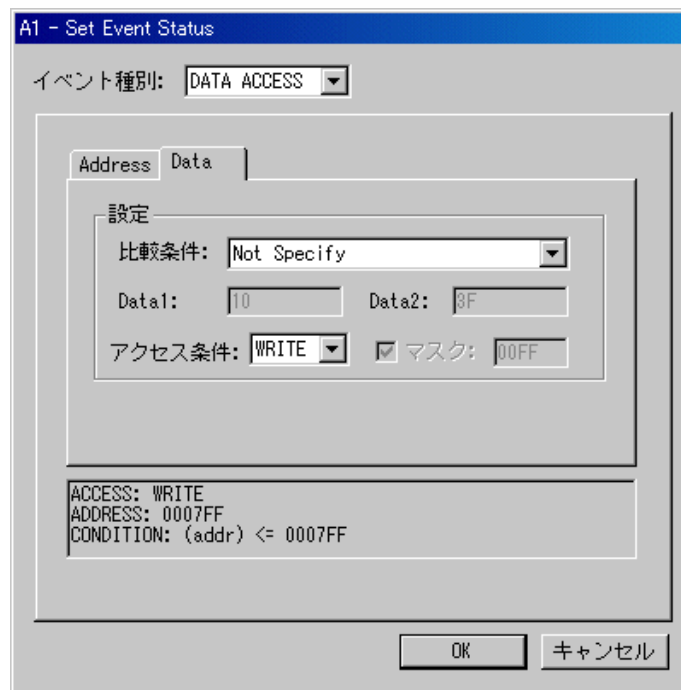 A1 - Set Event Status
イベント種別: DATA ACCESS
Address Data
設定
比較条件: Not Specify
Data1: 10 Data2: 3F
アクセス条件: WRITE マスク: 00FF
ACCESS: WRITE
ADDRESS: 0007FF
CONDITION: (addr) <= 0007FF
OK キャンセル